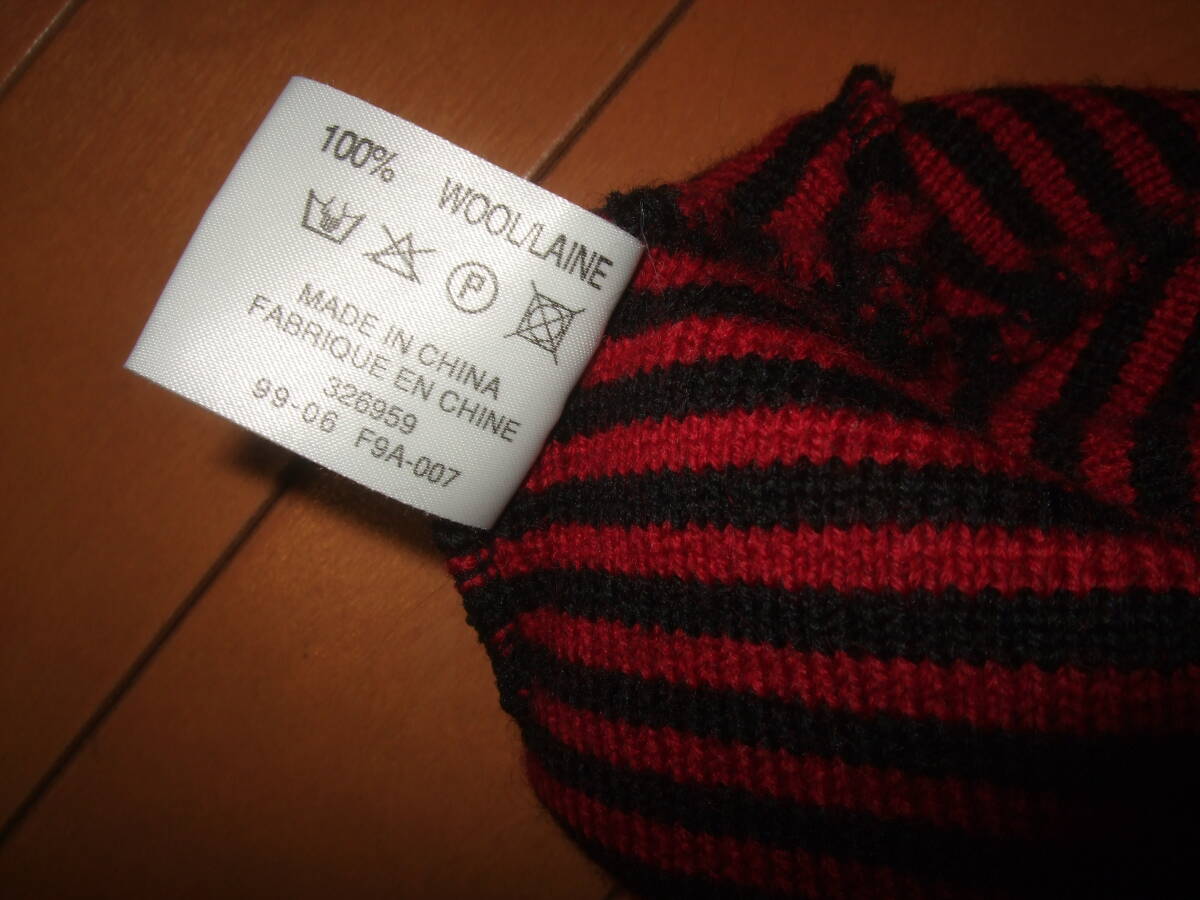 100% WOOL/LAINE
P
MADE IN CHINA
FABRIQUE EN CHINE
326959
99-06 F9A-007